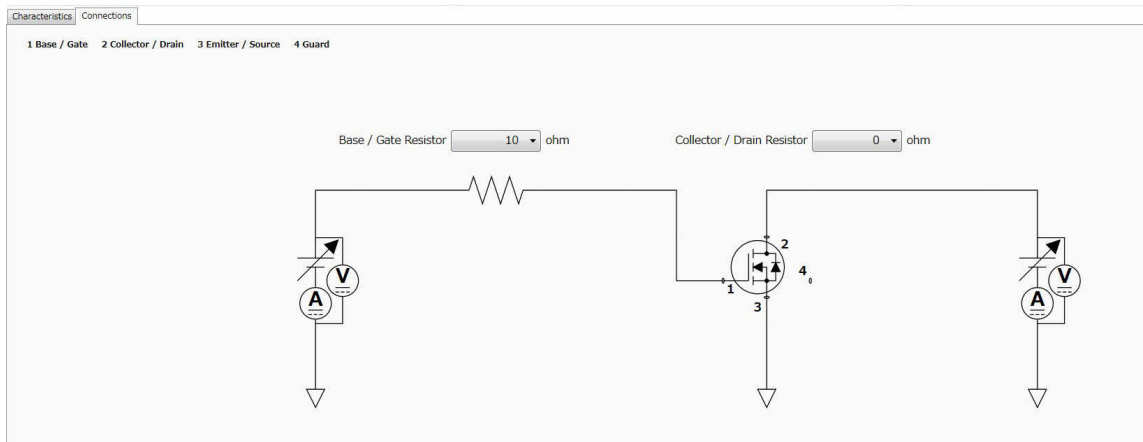 Characteristics Connections
1 Base / Gate 2 Collector / Drain 3 Emitter / Source 4 Guard
Base / Gate Resistor 10 ohm Collector / Drain Resistor 0 ohm
2
V 1 4 V
A 3 A